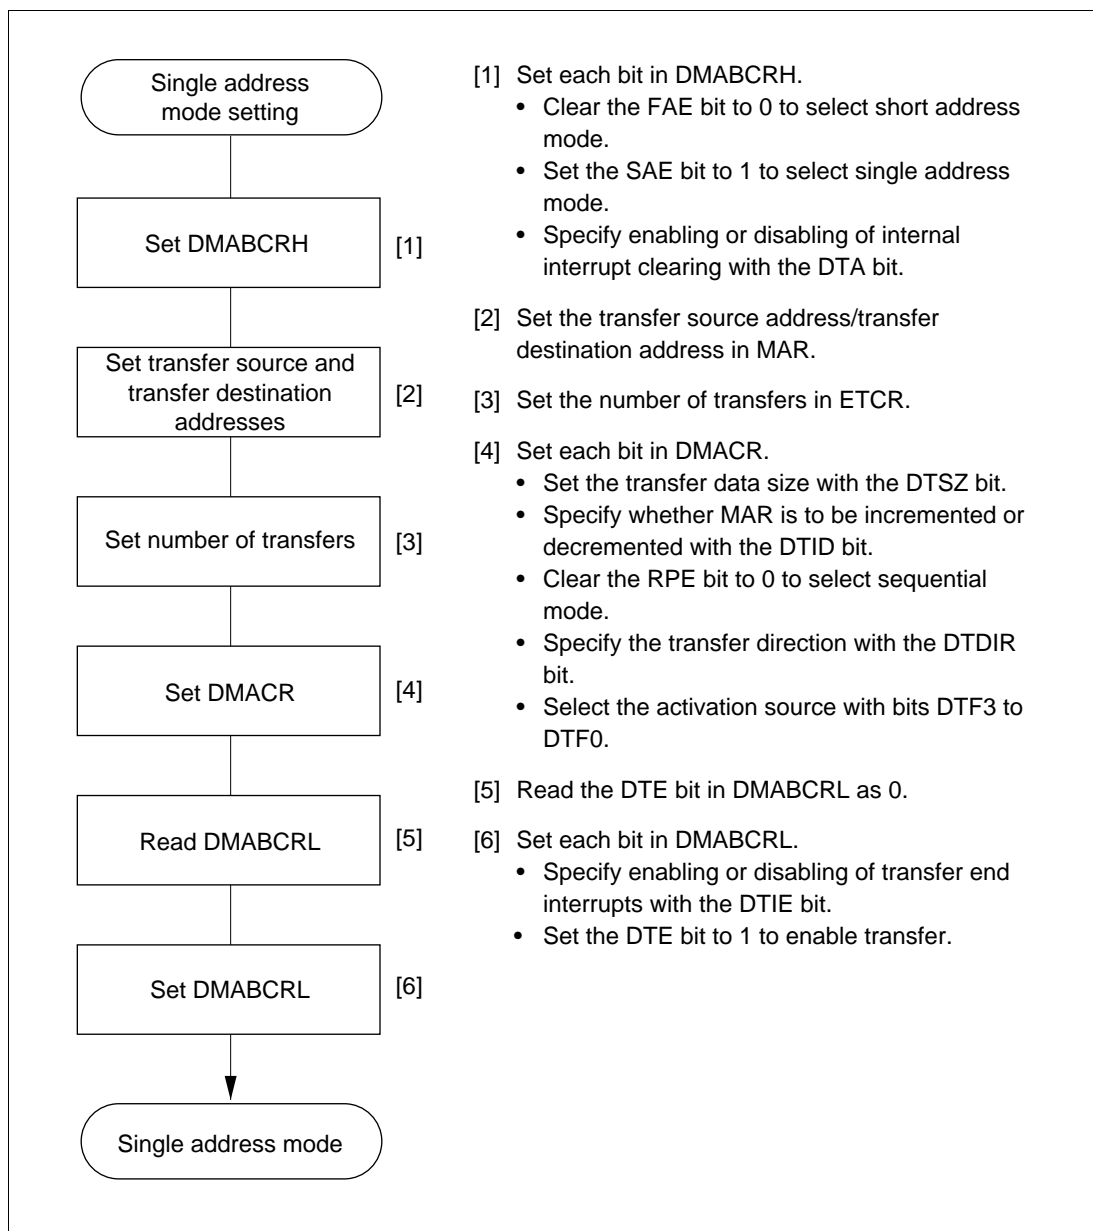 Single address
mode setting
Set DMABCRH
[1]
Set transfer source and
transfer destination
addresses
[2]
Set number of transfers
[3]
Set DMACR
[4]
Read DMABCRL
[5]
Set DMABCRL
[6]
Single address mode
[1] Set each bit in DMABCRH.
• Clear the FAE bit to 0 to select short address
mode.
• Set the SAE bit to 1 to select single address
mode.
• Specify enabling or disabling of internal
interrupt clearing with the DTA bit.
[2] Set the transfer source address/transfer
destination address in MAR.
[3] Set the number of transfers in ETCR.
[4] Set each bit in DMACR.
• Set the transfer data size with the DTSZ bit.
• Specify whether MAR is to be incremented or
decremented with the DTID bit.
• Clear the RPE bit to 0 to select sequential
mode.
• Specify the transfer direction with the DTDIR
bit.
• Select the activation source with bits DTF3 to
DTF0.
[5] Read the DTE bit in DMABCRL as 0.
[6] Set each bit in DMABCRL.
• Specify enabling or disabling of transfer end
interrupts with the DTIE bit.
• Set the DTE bit to 1 to enable transfer.